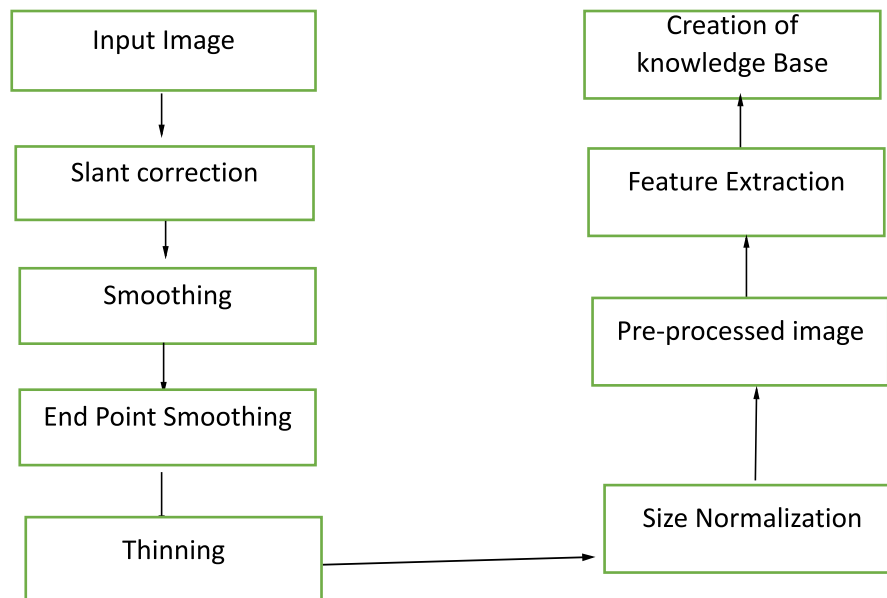 Input Image
Slant correction
Smoothing
End Point Smoothing
Thinning
Size Normalization
Pre-processed image
Feature Extraction
Creation of
knowledge Base